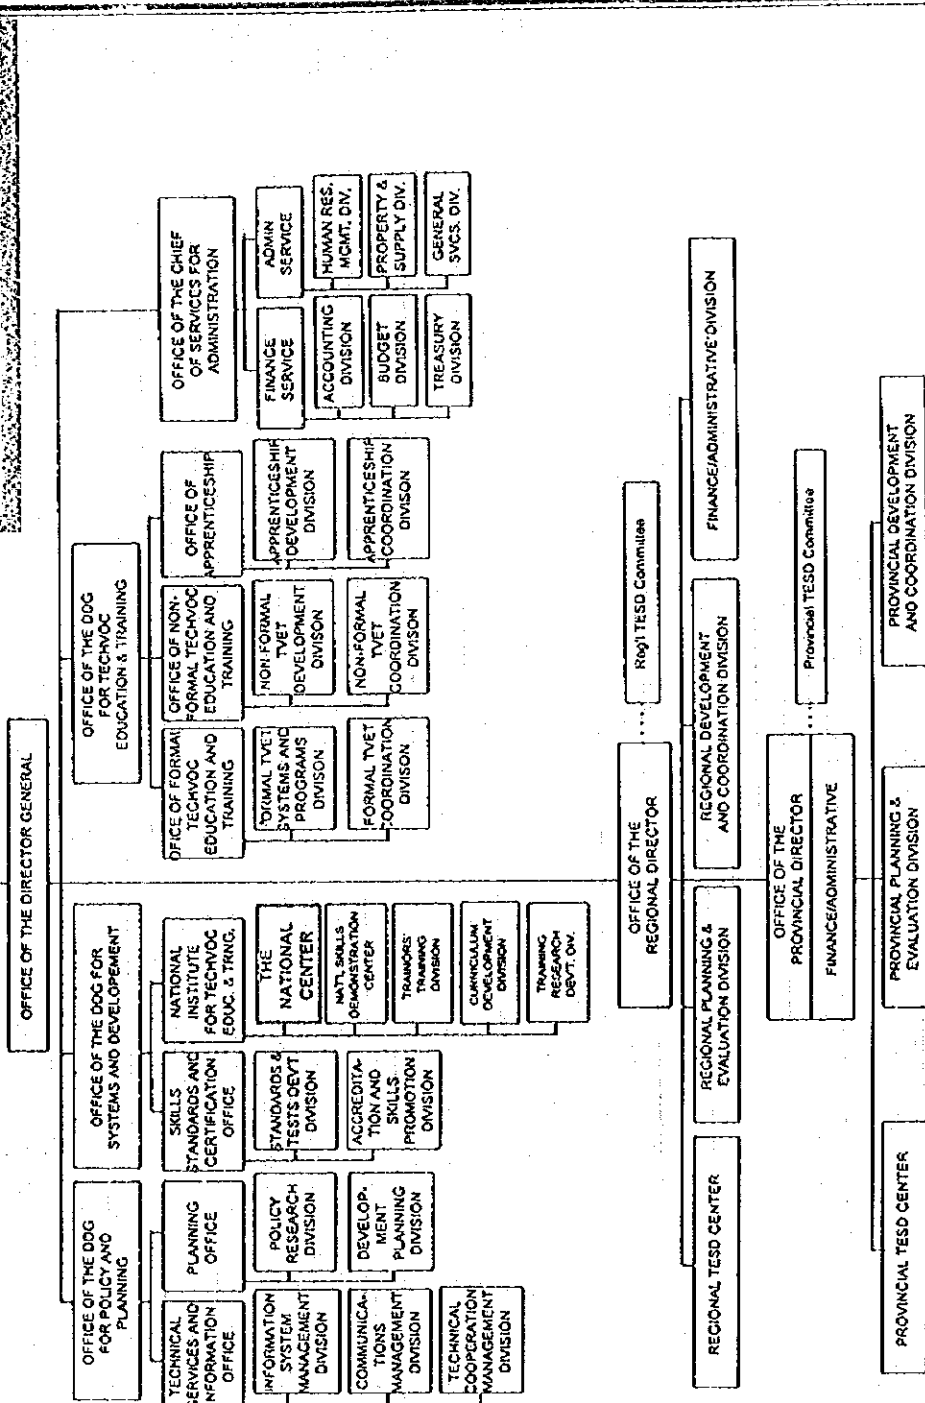 OFFICE OF THE DIRECTOR GENERAL
OFFICE OF THE DDG
FOR POLICY AND
PLANNING
OFFICE OF THE DDG FOR
SYSTEMS AND DEVELOPEMENT
OFFICE OF THE DDG
FOR TECHVOC
EDUCATION & TRAINING
TECHNICAL
SERVICES AND
INFORMATION
OFFICE
PLANNING
OFFICE
SKILLS
STANDARDS AND
CERTIFICATION
OFFICE
NATIONAL
INSTITUTE
FOR TECHVOC
EDUC. & TRNG.
OFFICE OF FORMAL
TECHVOC
EDUCATION AND
TRAINING
OFFICE OF NON-
FORMAL TECHVOC
EDUCATION AND
TRAINING
OFFICE OF
APPRENTICESHIP
OFFICE OF THE CHIEF
OF SERVICES FOR
ADMINISTRATION
INFORMATION
SYSTEM
MANAGEMENT
DIVISION
POLICY
RESEARCH
DIVISION
STANDARDS &
TESTS DEVT
DIVISION
THE
NATIONAL
CENTER
FORMAL TVET
SYSTEMS AND
PROGRAMS
DIVISON
NON-FORMAL
TVET
DEVELOPMENT
DIVISON
APPRENTICESHIP
DEVELOPMENT
DIVISION
FINANCE
SERVICE
ADMIN
SERVICE
COMMUNICA-
TIONS
MANAGEMENT
DIVISION
DEVELOP-
MENT
PLANNING
DIVISION
ACCREDITA-
TION AND
SKILLS
PROMOTION
DIVISION
NAT'L SKILLS
DEMONSTRATION
CENTER
FORMAL TVET
COORDINATION
DIVISON
NON-FORMAL
TVET
COORDINATION
DIVISON
APPRENTICESHIP
COORDINATION
DIVISON
ACCOUNTING
DIVISION
HUMAN RES.
MGMT. DIV.
TRAINORS'
TRAINING
DIVISION
BUDGET
DIVISION
PROPERTY &
SUPPLY DIV.
TECHNICAL
COOPERATION
MANAGEMENT
DIVISION
CURRICULUM
DEVELOPMENT
DIVISION
TREASURY
DIVISION
GENERAL
SVCS. DIV.
TRAINING
RESEARCH
DEV'T. DIV.
OFFICE OF THE
REGIONAL DIRECTOR
Reg'l TESD Committee
REGIONAL TESD CENTER
REGIONAL PLANNING &
EVALUATION DIVISION
REGIONAL DEVELOPMENT
AND COORDINATION DIVISION
FINANCE/ADMINISTRATIVE DIVISION
OFFICE OF THE
PROVINCIAL DIRECTOR
FINANCE/ADMINISTRATIVE
Provincial TESD Committee
PROVINCIAL TESD CENTER
PROVINCIAL PLANNING &
EVALUATION DIVISION
PROVINCIAL DEVELOPMENT
AND COORDINATION DIVISION